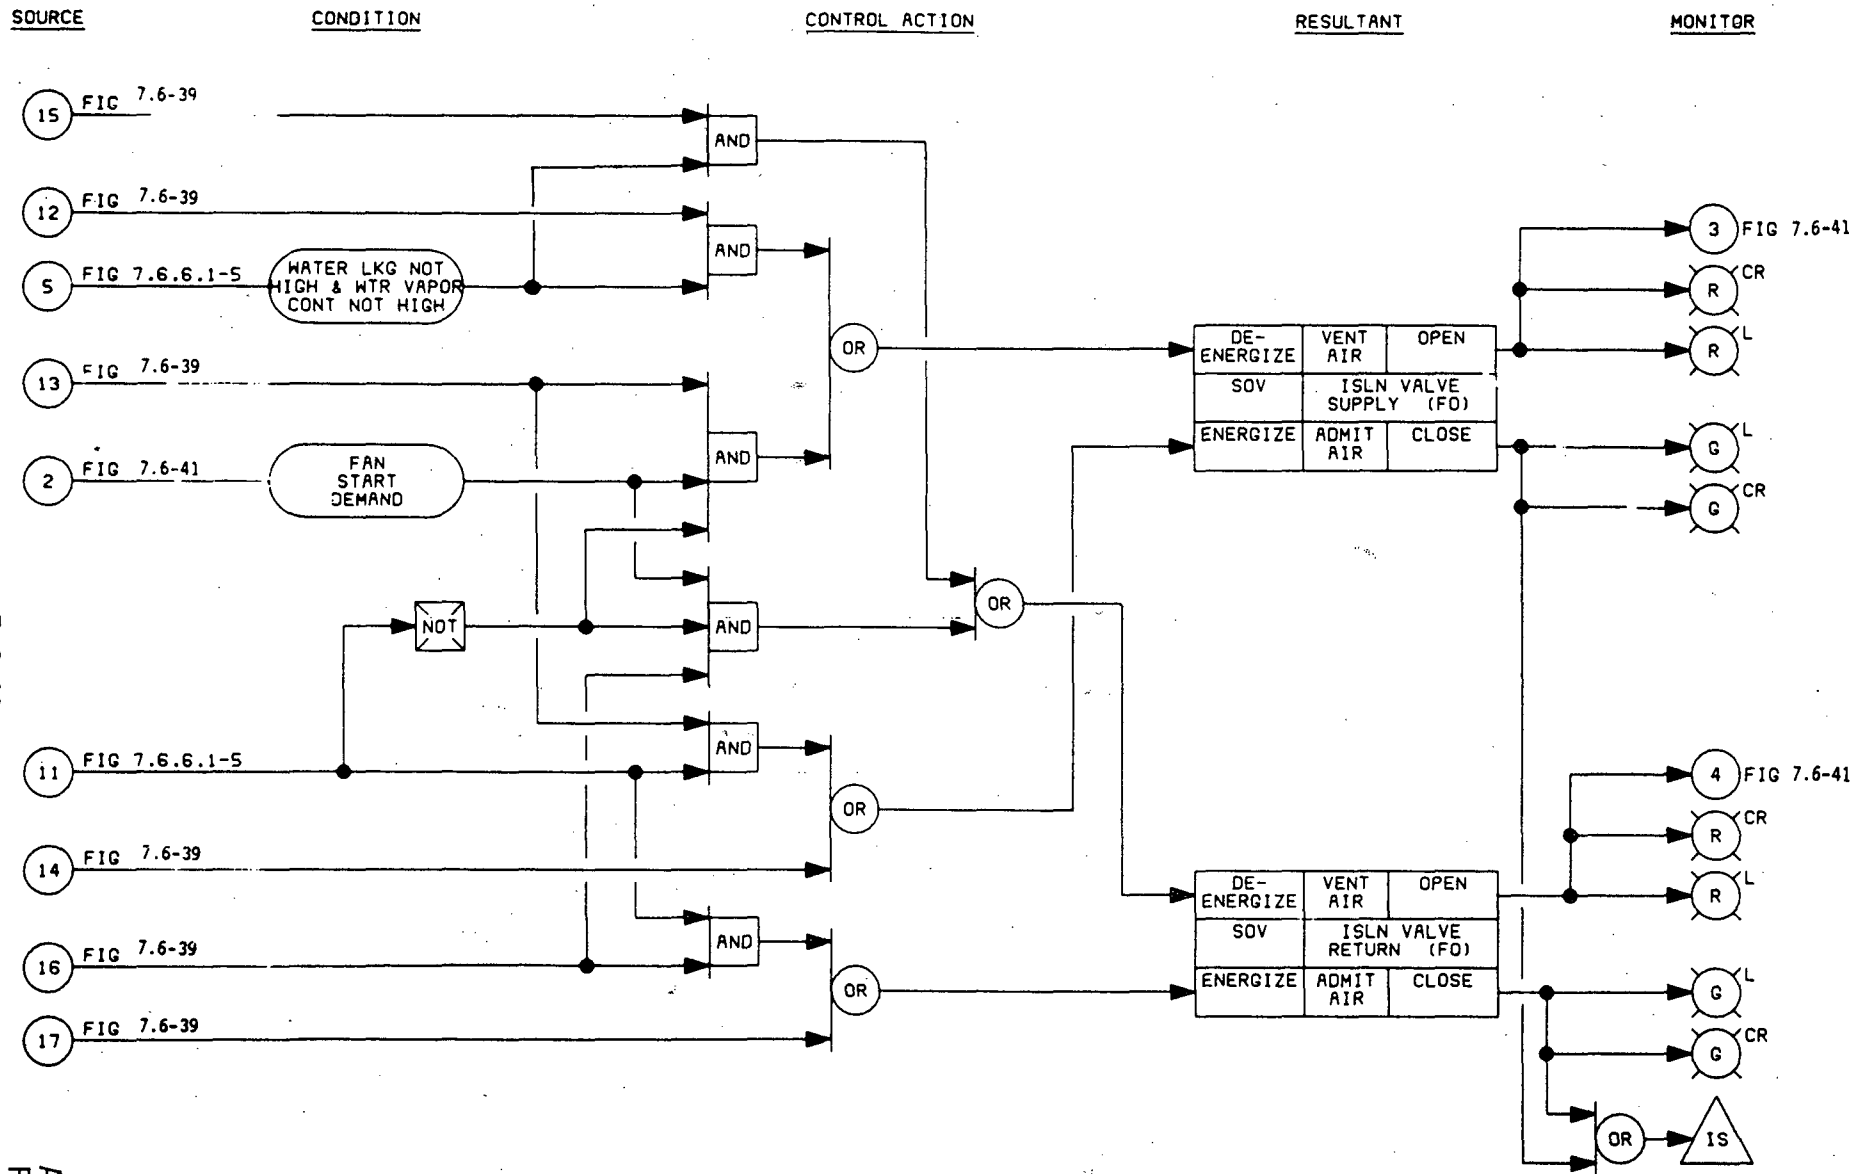 SOURCE CONDITION CONTROL ACTION RESULTANT MONITOR
15 FIG 7.6-39
AND
12 FIG 7.6-39
AND
3 FIG 7.6-41
5 FIG 7.6.6.1-5
WATER LKG NOT
HIGH & WTR VAPOR
CONT NOT HIGH
R CR
OR
DE-ENERGIZE
VENT AIR
OPEN
R L
13 FIG 7.6-39
SOV
ISLN VALVE
SUPPLY (FO)
AND
ENERGIZE
ADMIT AIR
CLOSE
G L
2 FIG 7.6-41
FAN
START
DEMAND
G CR
OR
NOT
AND
AND
11 FIG 7.6.6.1-5
4 FIG 7.6-41
OR
R CR
14 FIG 7.6-39
DE-ENERGIZE
VENT AIR
OPEN
R L
AND
SOV
ISLN VALVE
RETURN (FO)
16 FIG 7.6-39
OR
ENERGIZE
ADMIT AIR
CLOSE
G L
17 FIG 7.6-39
G CR
OR
IS